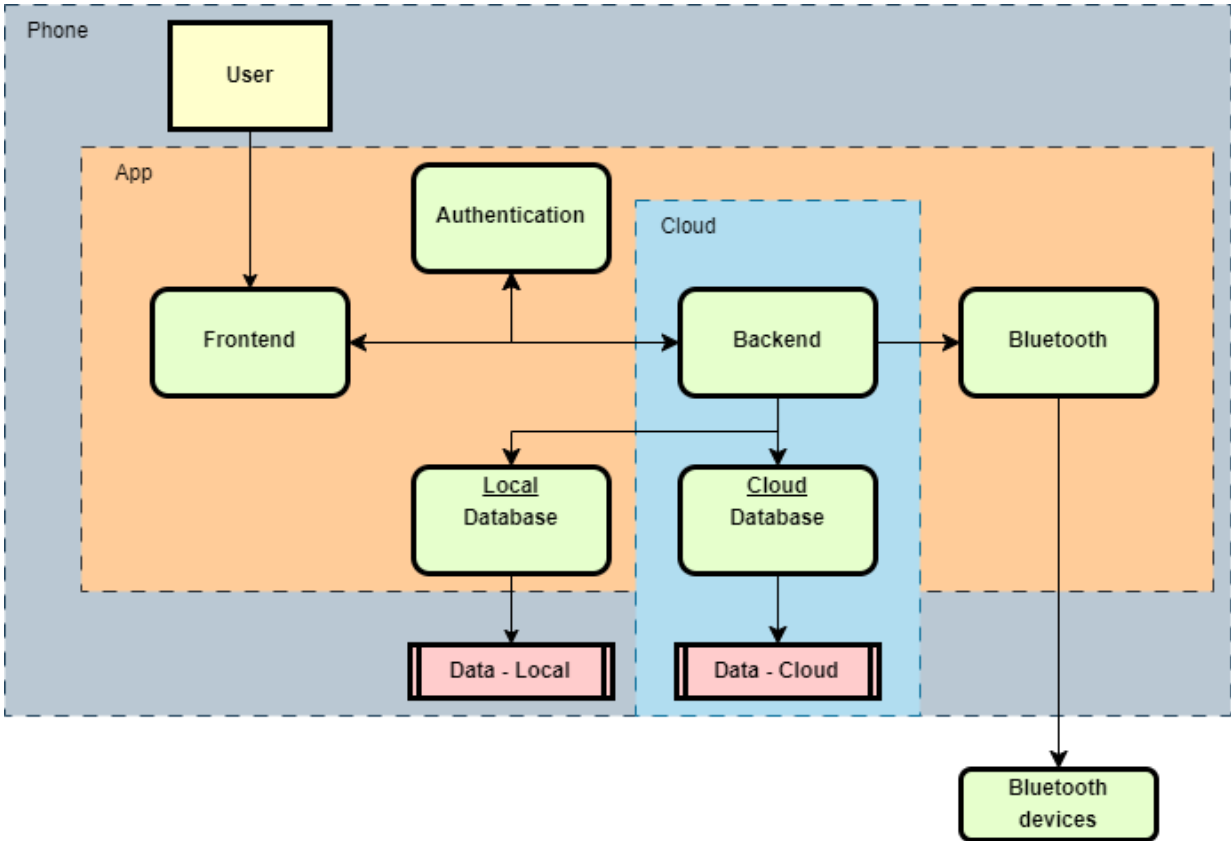 Phone
User
App
Authentication
Cloud
Frontend
Backend
Bluetooth
Local
Database
Cloud
Database
Data - Local
Data - Cloud
Bluetooth
devices